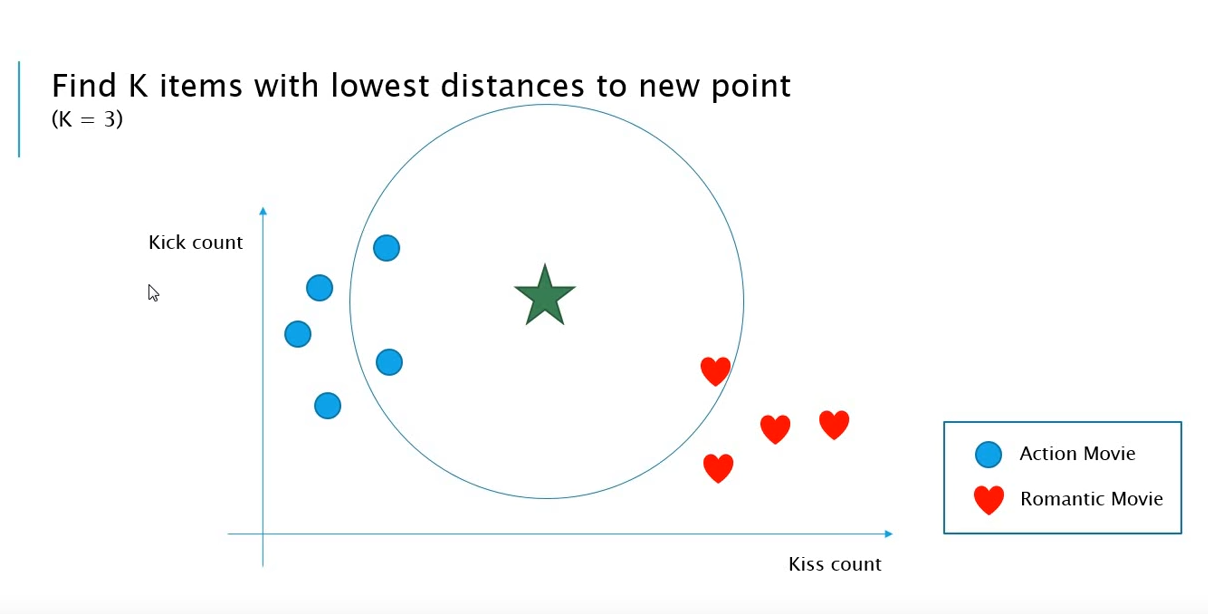 Find K items with lowest distances to new point
(K = 3)
Kick count
Action Movie
Romantic Movie
Kiss count